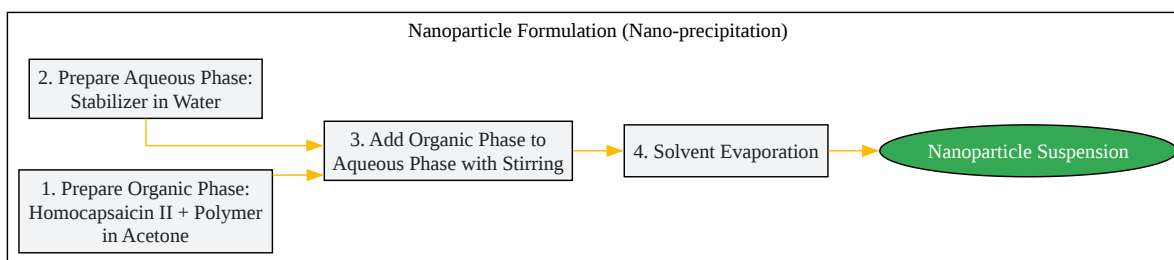 Nanoparticle Formulation (Nano-precipitation)
2. Prepare Aqueous Phase:
Stabilizer in Water
1. Prepare Organic Phase:
Homocapsaicin II + Polymer
in Acetone
3. Add Organic Phase to
Aqueous Phase with Stirring
4. Solvent Evaporation
Nanoparticle Suspension